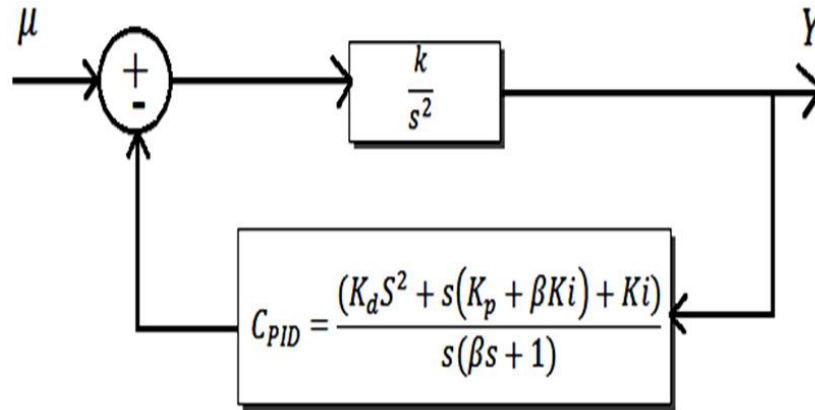 μ
Y
+
-
k
s²
C_PID = (K_d S² + s(K_p + βKi) + Ki)
s(βs + 1)